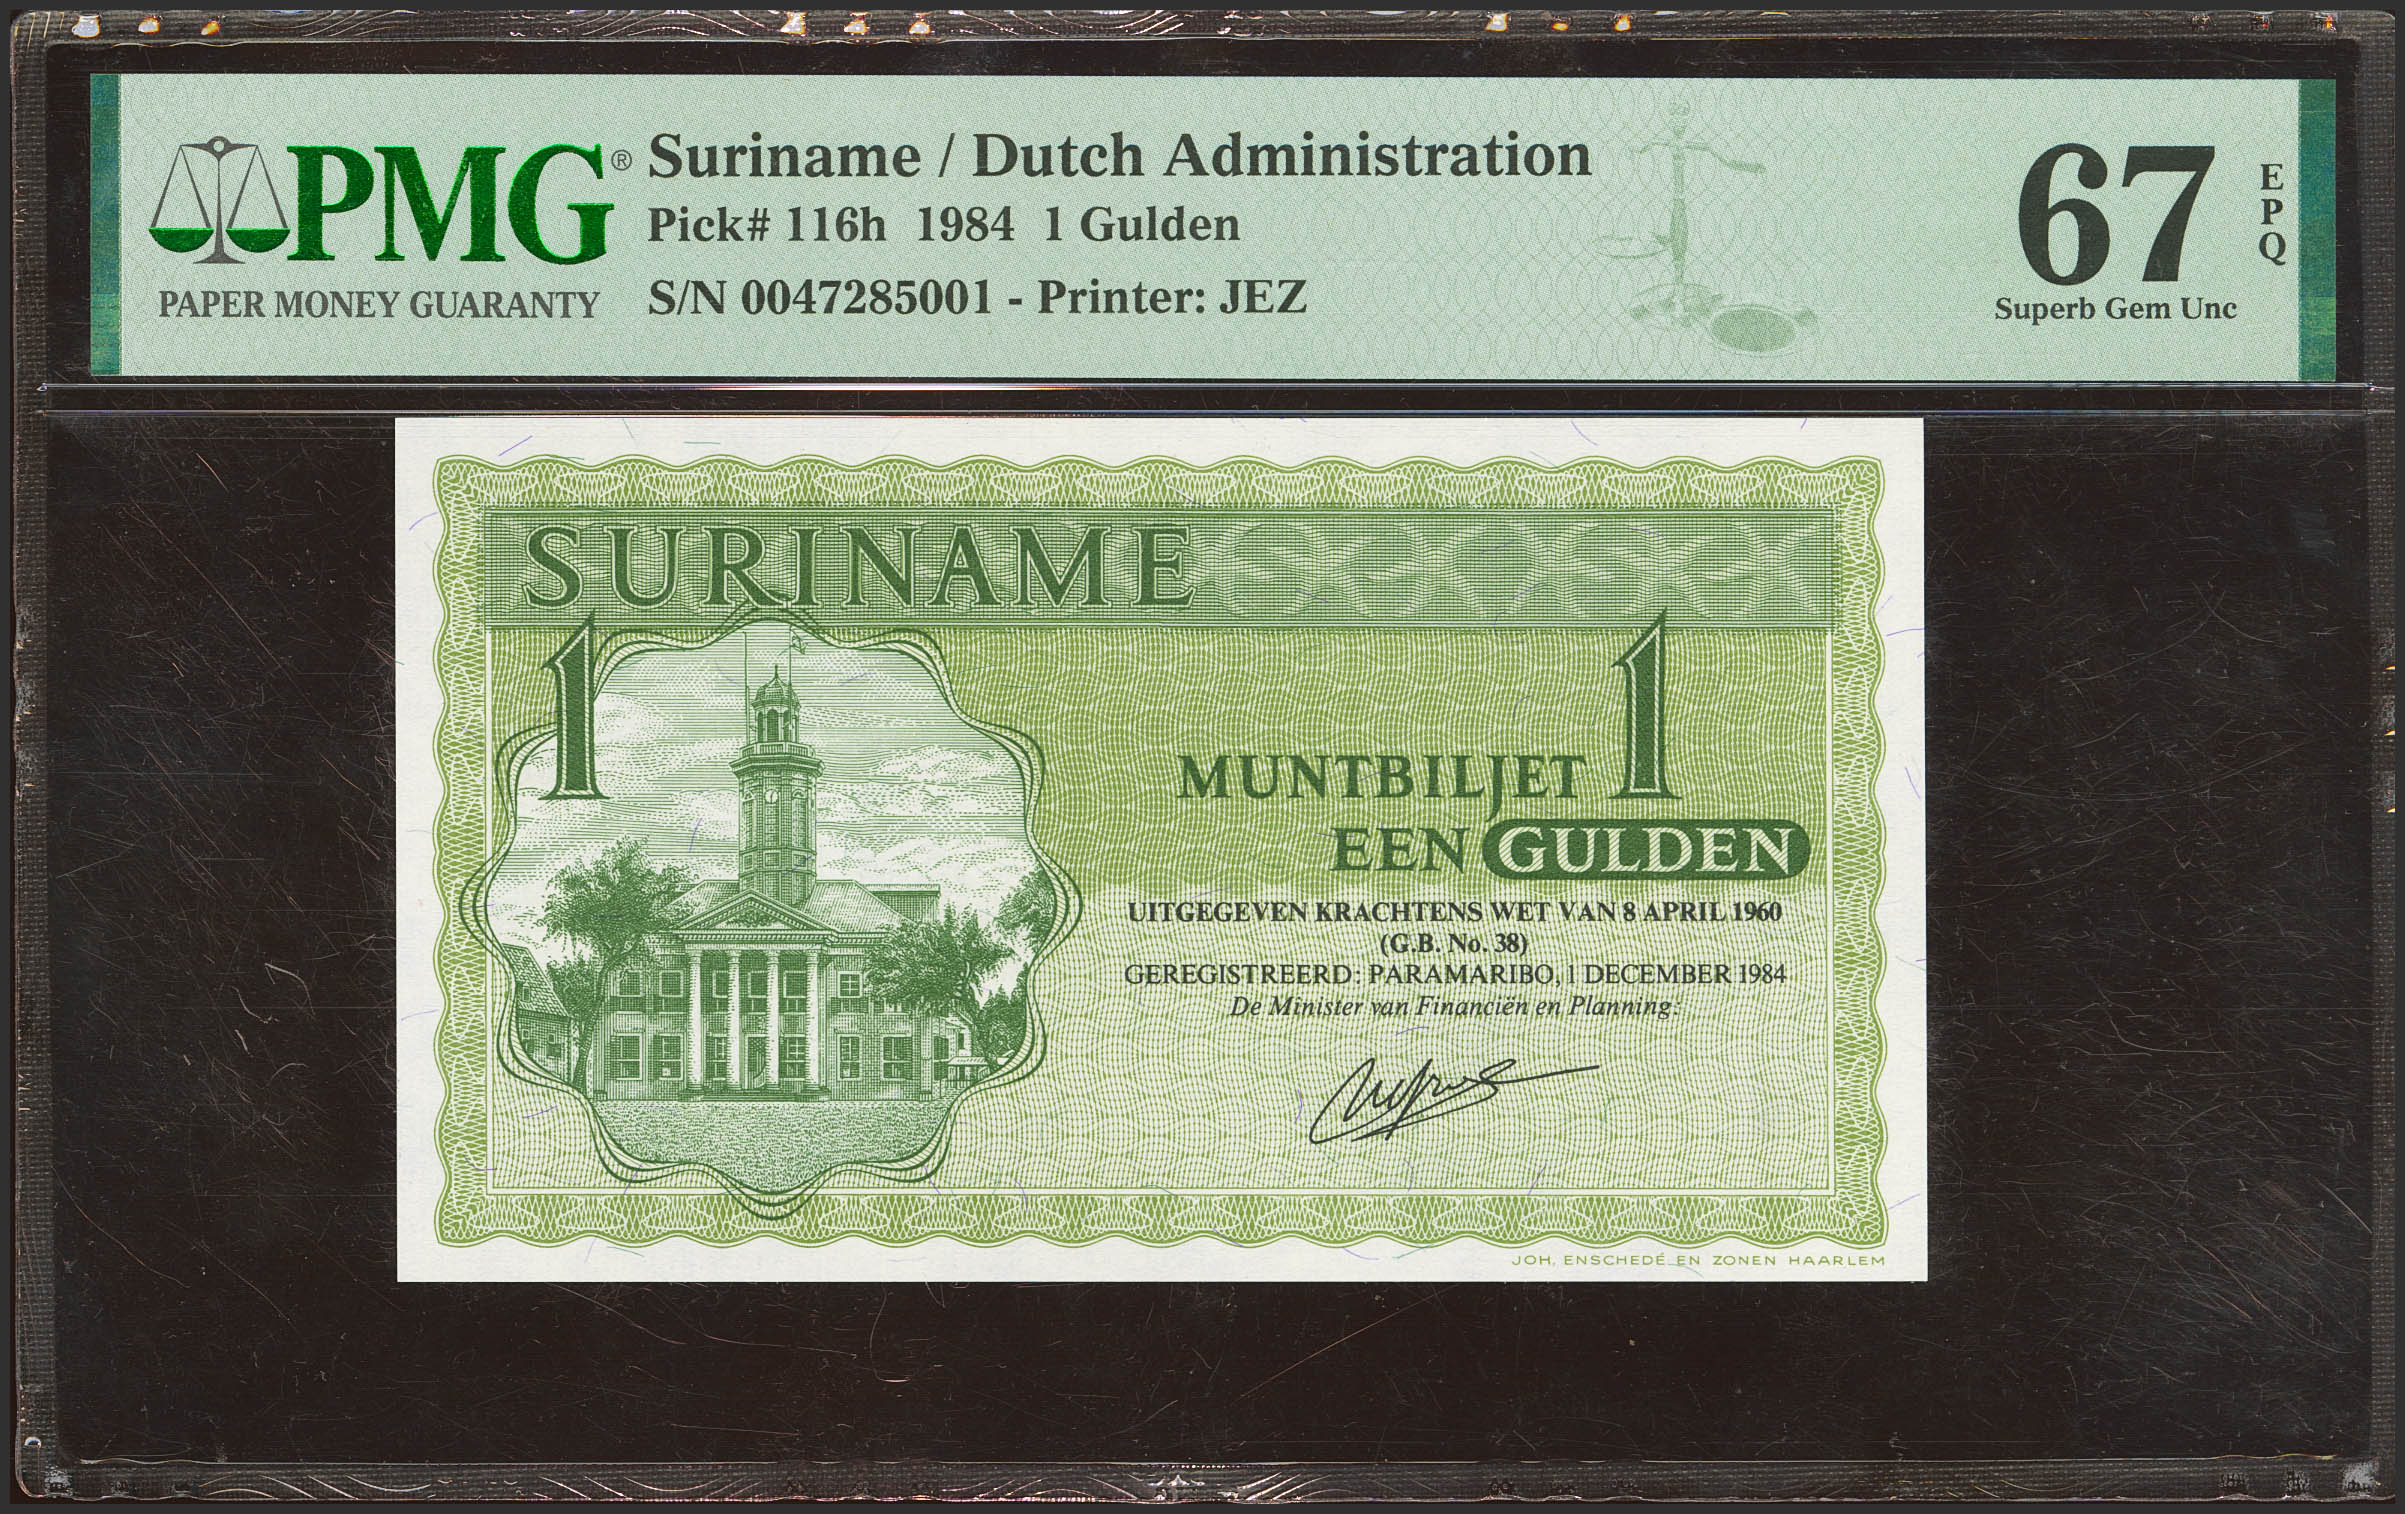 PMG® Suriname / Dutch Administration
Pick# 116h 1984 1 Gulden
PAPER MONEY GUARANTY S/N 0047285001 - Printer: JEZ
67
EPQ
Superb Gem Unc
SURINAME
1
1
MUNTBILJET
EEN GULDEN
UITGEGEVEN KRACHTENS WET VAN 8 APRIL 1960
(G.B. No. 38)
GEREGISTREERD: PARAMARIBO, 1 DECEMBER 1984
De Minister van Financiën en Planning:
JOH. ENSCHEDÉ EN ZONEN HAARLEM